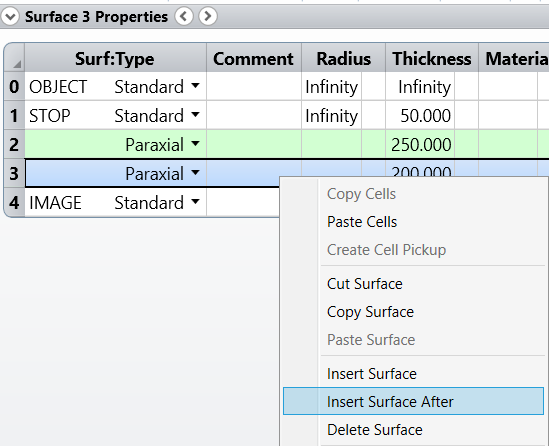 Surface 3 Properties
Surf:Type Comment Radius Thickness Materia
0 OBJECT Standard Infinity Infinity
1 STOP Standard Infinity 50.000
2 Paraxial 250.000
3 Paraxial 200.000
4 IMAGE Standard
Copy Cells
Paste Cells
Create Cell Pickup
Cut Surface
Copy Surface
Paste Surface
Insert Surface
Insert Surface After
Delete Surface